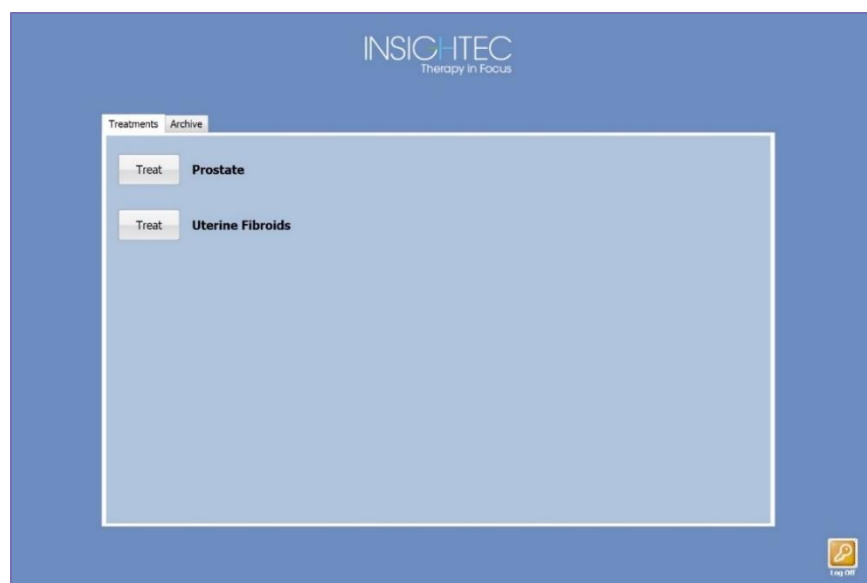 INSIGHTEC
Therapy in Focus
Treatments Archive
Treat Prostate
Treat Uterine Fibroids
Log Off